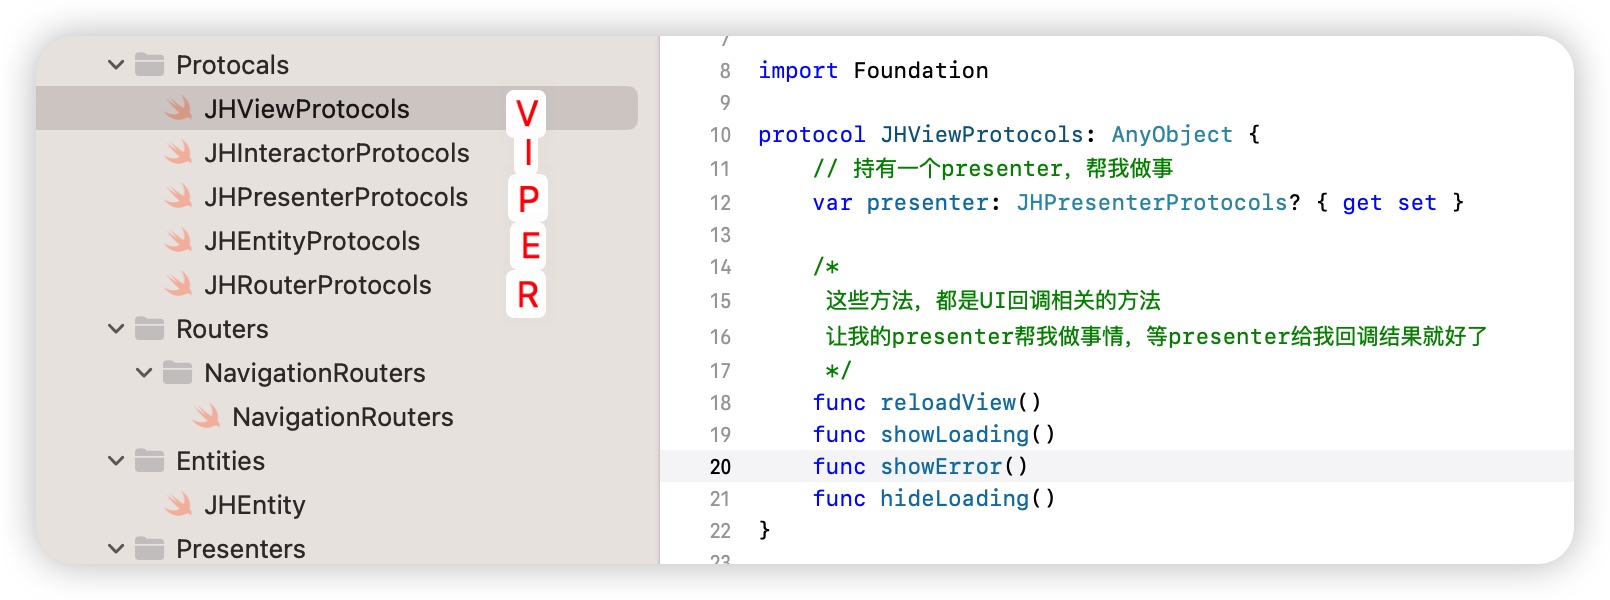 Protocals
JHViewProtocols
V
JHInteractorProtocols
I
JHPresenterProtocols
P
JHEntityProtocols
E
JHRouterProtocols
R
Routers
NavigationRouters
NavigationRouters
Entities
JHEntity
Presenters
7
8 import Foundation
9
10 protocol JHViewProtocols: AnyObject {
11 // 持有一个presenter，帮我做事
12 var presenter: JHPresenterProtocols? { get set }
13
14 /*
15 这些方法，都是UI回调相关的方法
16 让我的presenter帮我做事情，等presenter给我回调结果就好了
17 */
18 func reloadView()
19 func showLoading()
20 func showError()
21 func hideLoading()
22 }
23